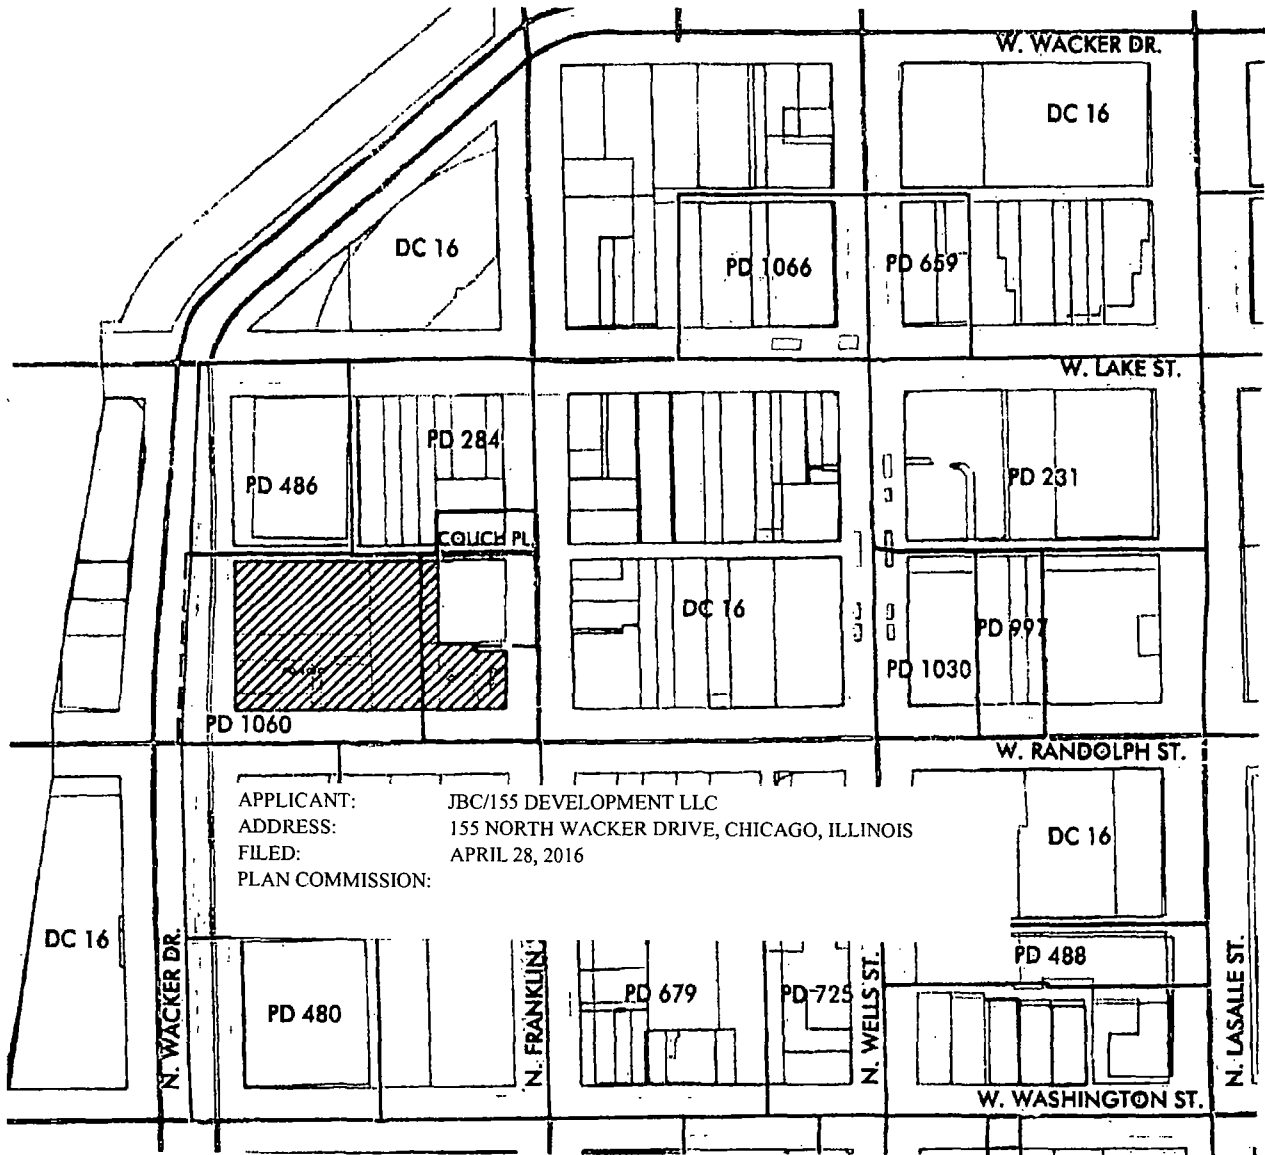 W. WACKER DR.
DC 16
DC 16
PD 1066
PD 659
W. LAKE ST.
PD 284
PD 486
PD 231
COUCH PL.
DC 16
PD 997
PD 1030
PD 1060
W. RANDOLPH ST.
APPLICANT: JBC/155 DEVELOPMENT LLC
ADDRESS: 155 NORTH WACKER DRIVE, CHICAGO, ILLINOIS
FILED: APRIL 28, 2016
PLAN COMMISSION:
DC 16
DC 16
PD 488
PD 679
PD 725
PD 480
N. WACKER DR.
N. FRANKLIN
N. WELLS ST.
N. LASALLE ST.
W. WASHINGTON ST.